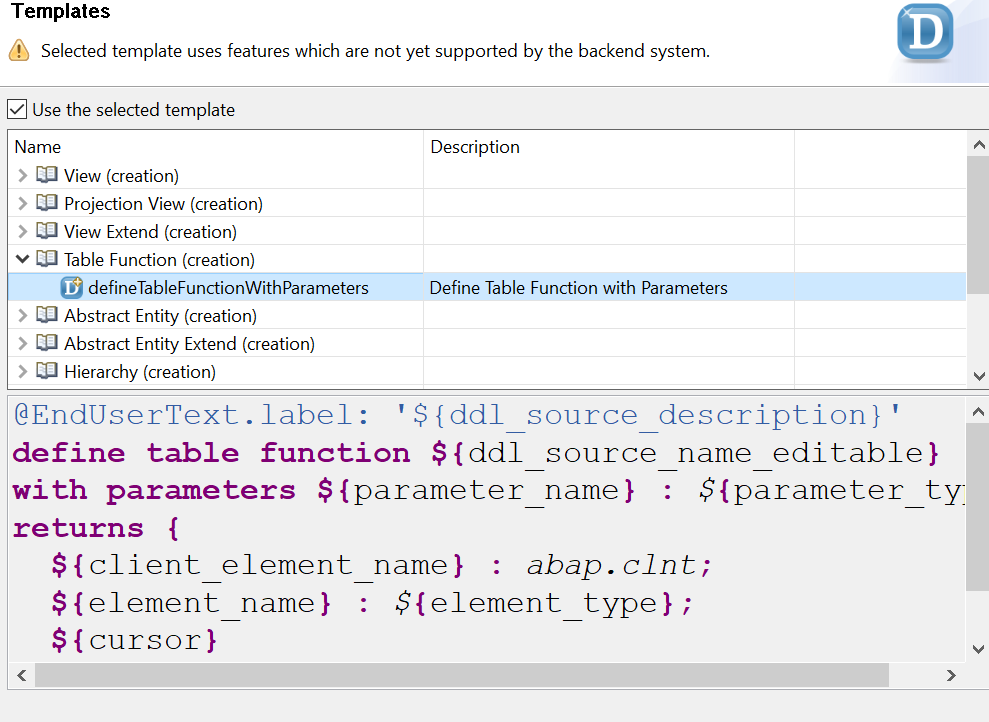 Templates
Selected template uses features which are not yet supported by the backend system.
D
Use the selected template
Name Description
View (creation)
Projection View (creation)
View Extend (creation)
Table Function (creation)
D defineTableFunctionWithParameters Define Table Function with Parameters
Abstract Entity (creation)
Abstract Entity Extend (creation)
Hierarchy (creation)
@EndUserText.label: '${ddl_source_description}'
define table function ${ddl_source_name_editable}
with parameters ${parameter_name} : ${parameter_ty
returns {
${client_element_name} : abap.clnt;
${element_name} : ${element_type};
${cursor}